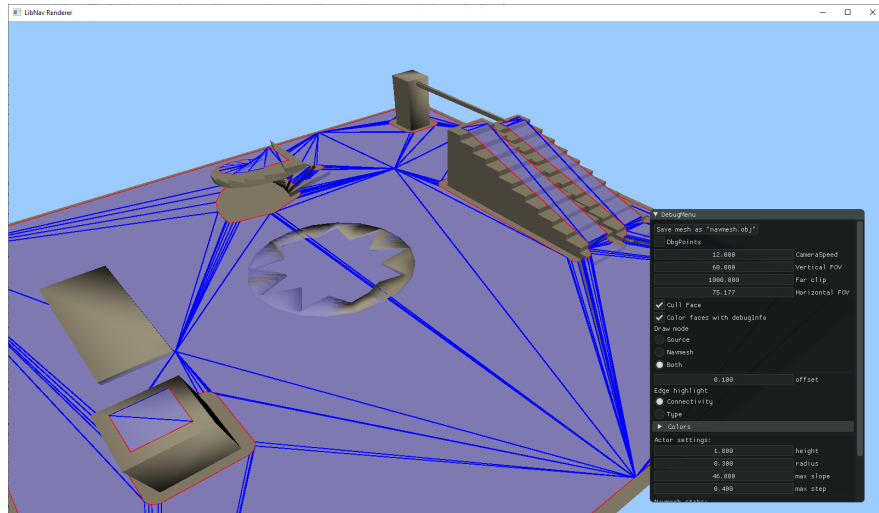 LibNav Renderer
DebugMenu
Save mesh as "navmesh.obj"
DbgPoints
12.000 CameraSpeed
60.000 Vertical FOV
1000.000 Far clip
75.177 Horizontal FOV
Cull Face
Color faces with debugInfo
Draw mode
Source
Navmesh
Both
0.100 offset
Edge highlight
Connectivity
Type
Colors
Actor settings:
1.800 height
0.300 radius
46.000 max slope
0.400 max step
Navmesh stats: